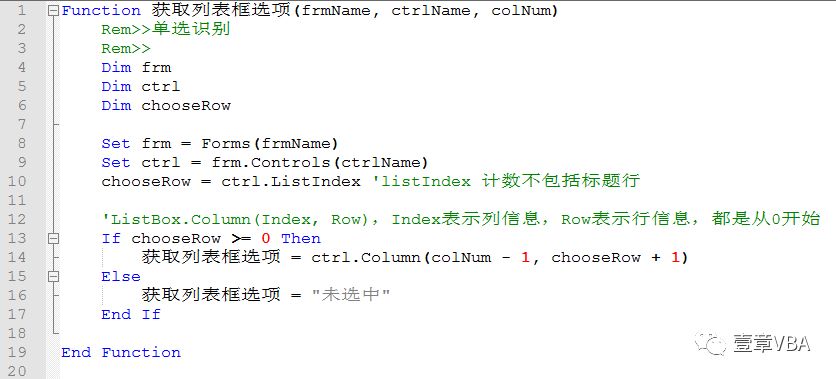 1 Function 获取列表框选项(frmName, ctrlName, colNum)
2 Rem>>单选识别
3 Rem>>
4 Dim frm
5 Dim ctrl
6 Dim chooseRow
7
8 Set frm = Forms(frmName)
9 Set ctrl = frm.Controls(ctrlName)
10 chooseRow = ctrl.ListIndex 'listIndex 计数不包括标题行
11
12 'ListBox.Column(Index, Row)，Index表示列信息，Row表示行信息，都是从0开始
13 If chooseRow >= 0 Then
14 获取列表框选项 = ctrl.Column(colNum - 1, chooseRow + 1)
15 Else
16 获取列表框选项 = "未选中"
17 End If
18
19 End Function
20
壹章VBA